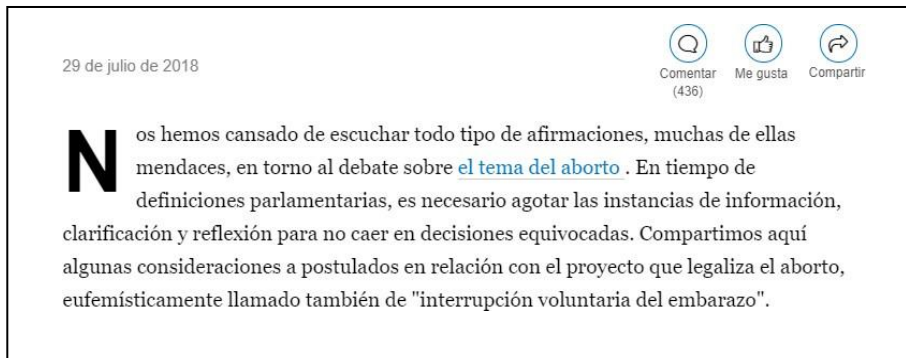 29 de julio de 2018
Comentar
(436)
Me gusta
Compartir
Nos hemos cansado de escuchar todo tipo de afirmaciones, muchas de ellas
mendaces, en torno al debate sobre el tema del aborto . En tiempo de
definiciones parlamentarias, es necesario agotar las instancias de información,
clarificación y reflexión para no caer en decisiones equivocadas. Compartimos aquí
algunas consideraciones a postulados en relación con el proyecto que legaliza el aborto,
eufemísticamente llamado también de "interrupción voluntaria del embarazo".